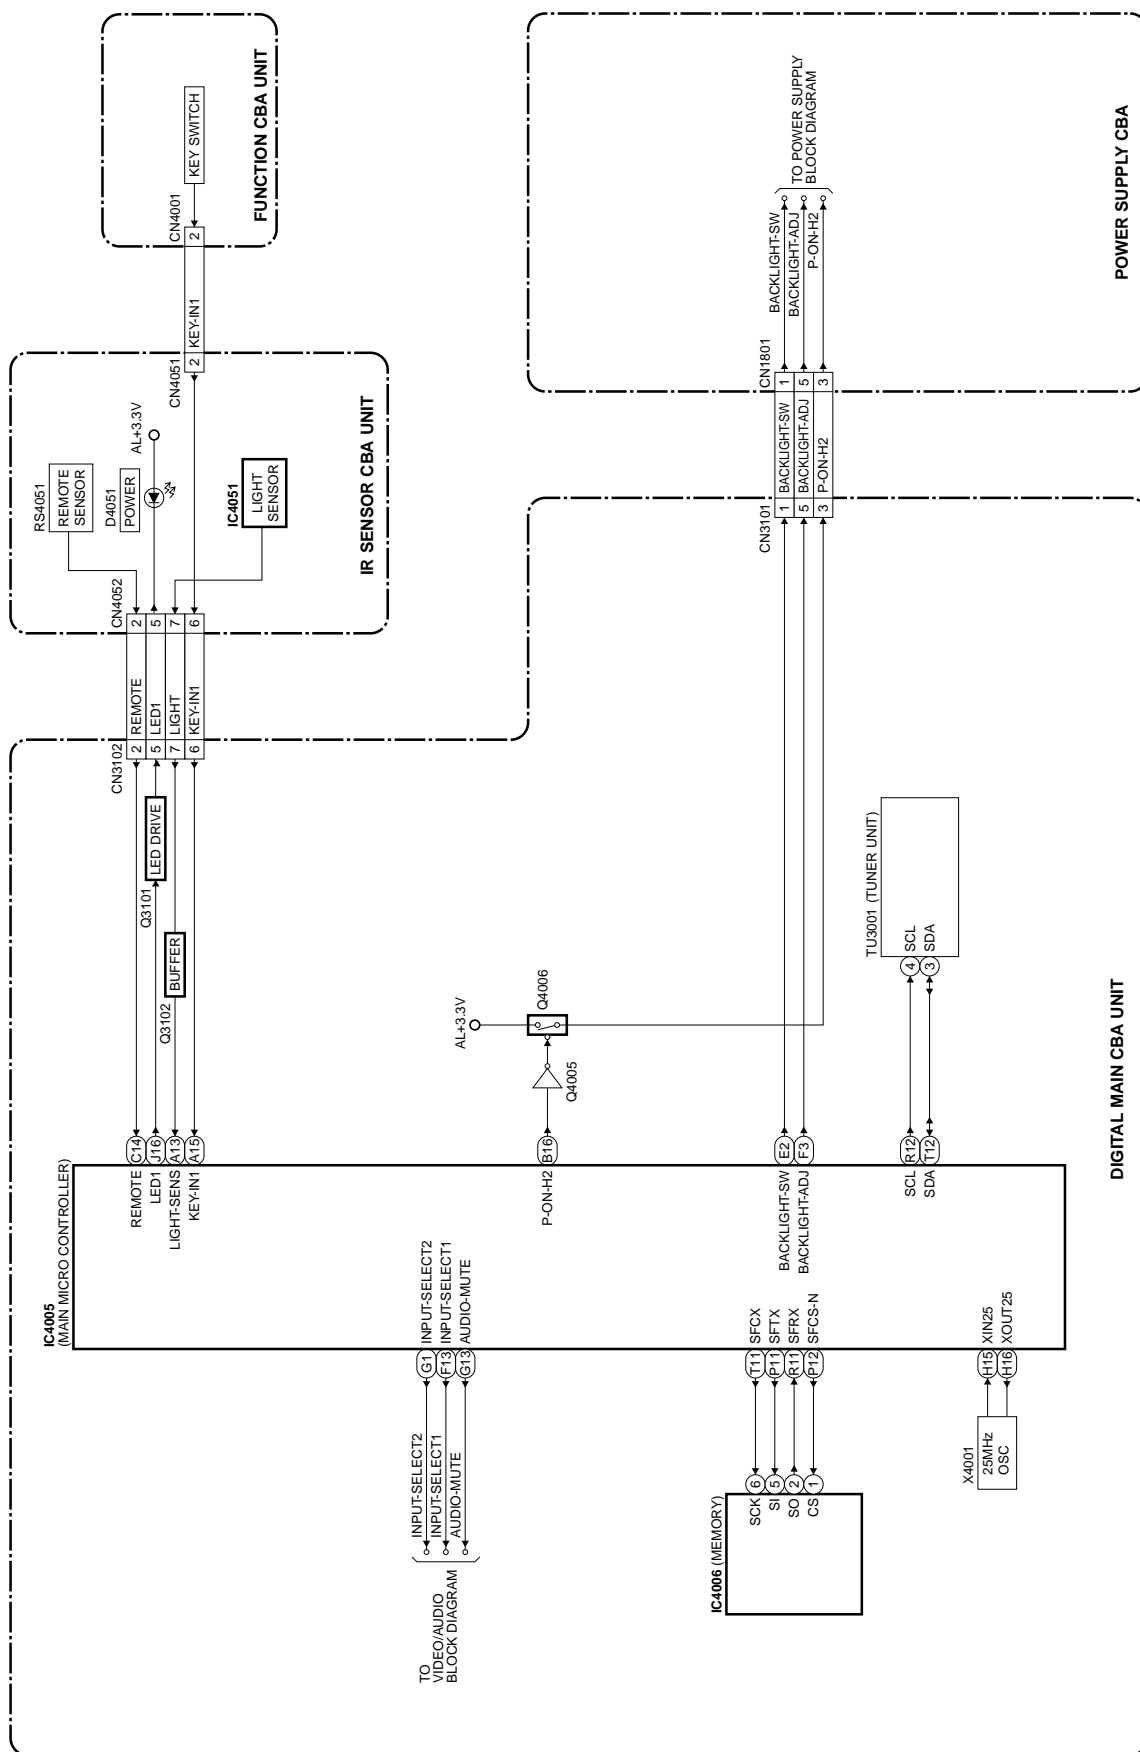 FUNCTION CBA UNIT
KEY SWITCH
CN4001
2
KEY-IN1
CN4051
2
IR SENSOR CBA UNIT
RS4051
REMOTE
SENSOR
D4051
POWER
AL+3.3V
IC4051
LIGHT
SENSOR
CN4052
2
5
7
6
REMOTE
LED1
LIGHT
KEY-IN1
CN3102
2
5
7
6
LED DRIVE
Q3101
BUFFER
Q3102
POWER SUPPLY CBA
TO POWER SUPPLY
BLOCK DIAGRAM
BACKLIGHT-SW
BACKLIGHT-ADJ
P-ON-H2
CN1801
1
5
3
BACKLIGHT-SW
BACKLIGHT-ADJ
P-ON-H2
CN3101
1
5
3
AL+3.3V
Q4006
Q4005
TU3001 (TUNER UNIT)
SCL
SDA
4
3
DIGITAL MAIN CBA UNIT
IC4005
(MAIN MICRO CONTROLLER)
C14
J16
A13
A15
REMOTE
LED1
LIGHT-SENS
KEY-IN1
B16
P-ON-H2
E2
F3
BACKLIGHT-SW
BACKLIGHT-ADJ
R12
T12
SCL
SDA
INPUT-SELECT2
INPUT-SELECT1
AUDIO-MUTE
G1
F13
G13
INPUT-SELECT2
INPUT-SELECT1
AUDIO-MUTE
TO
VIDEO/AUDIO
BLOCK DIAGRAM
SFCX
SFTX
SFRX
SFCS-N
T11
P11
R11
P12
6
5
2
1
SCK
SI
SO
CS
IC4006 (MEMORY)
XIN25
XOUT25
H15
H16
X4001
25MHz
OSC